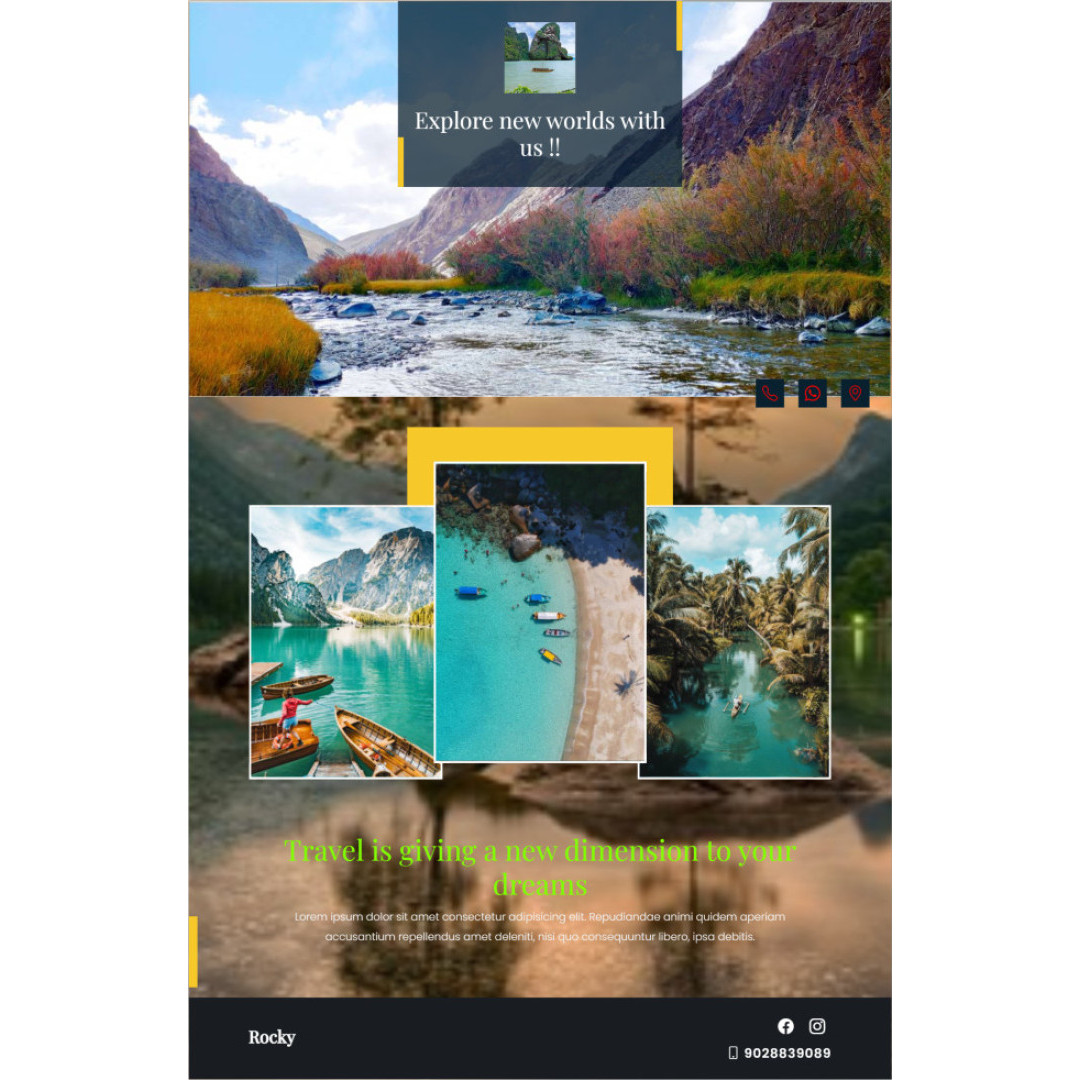 Explore new worlds with
us !!
Travel is giving a new dimension to your
dreams
Lorem ipsum dolor sit amet consectetur adipisicing elit. Repudiandae animi quidem aperiam
accusantium repellendus amet deleniti, nisi quo consequuntur libero, ipsa debitis.
Rocky
9028839089